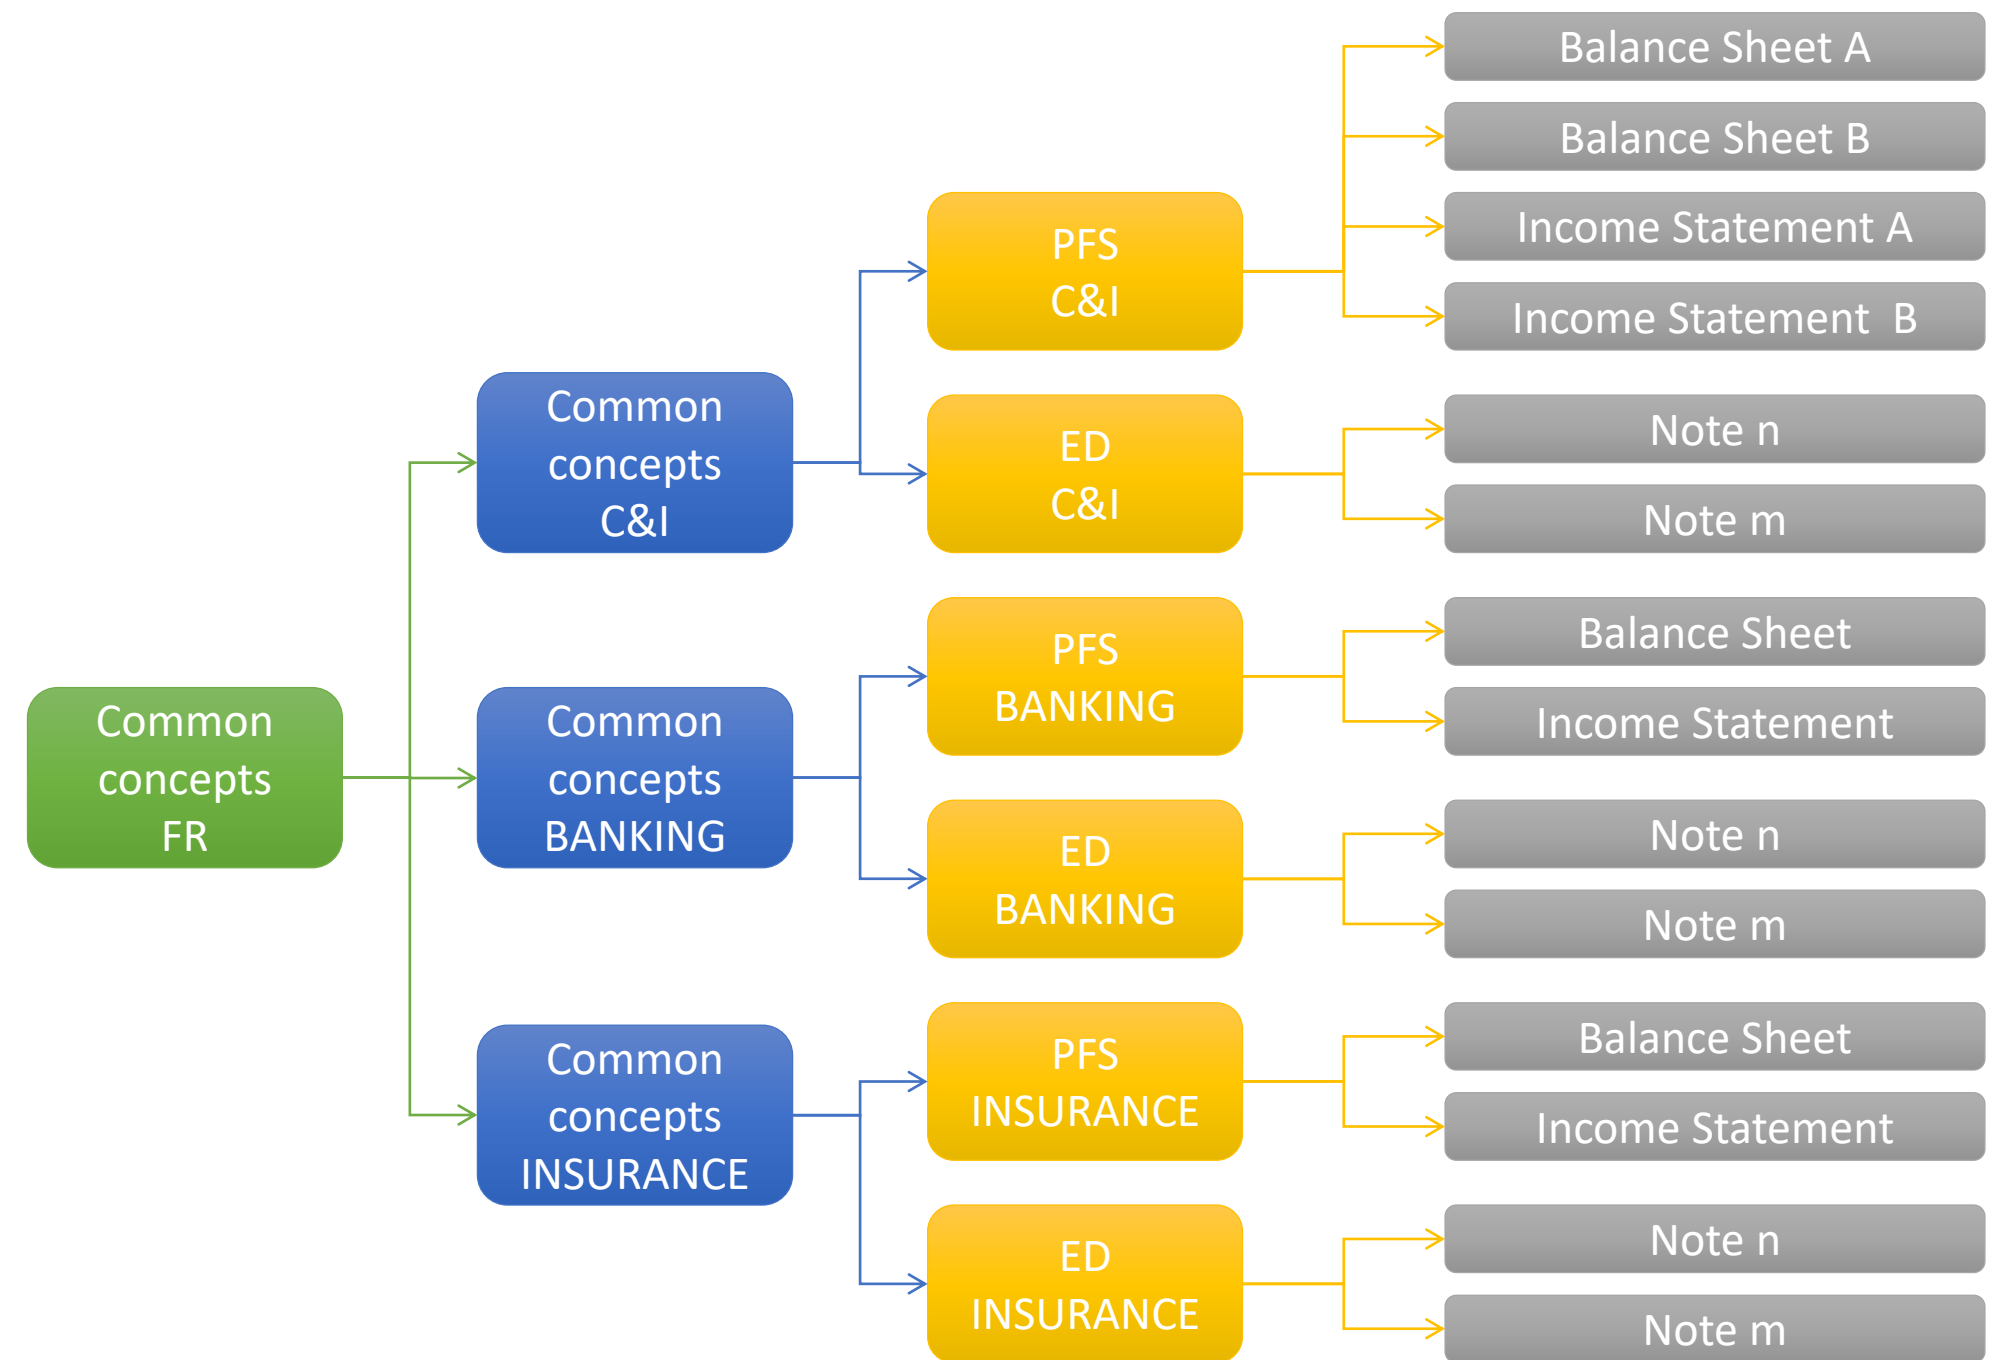 Common
concepts
FR
Common
concepts
C&I
Common
concepts
BANKING
Common
concepts
INSURANCE
PFS
C&I
ED
C&I
PFS
BANKING
ED
BANKING
PFS
INSURANCE
ED
INSURANCE
Balance Sheet A
Balance Sheet B
Income Statement A
Income Statement  B
Note n
Note m
Balance Sheet
Income Statement
Note n
Note m
Balance Sheet
Income Statement
Note n
Note m